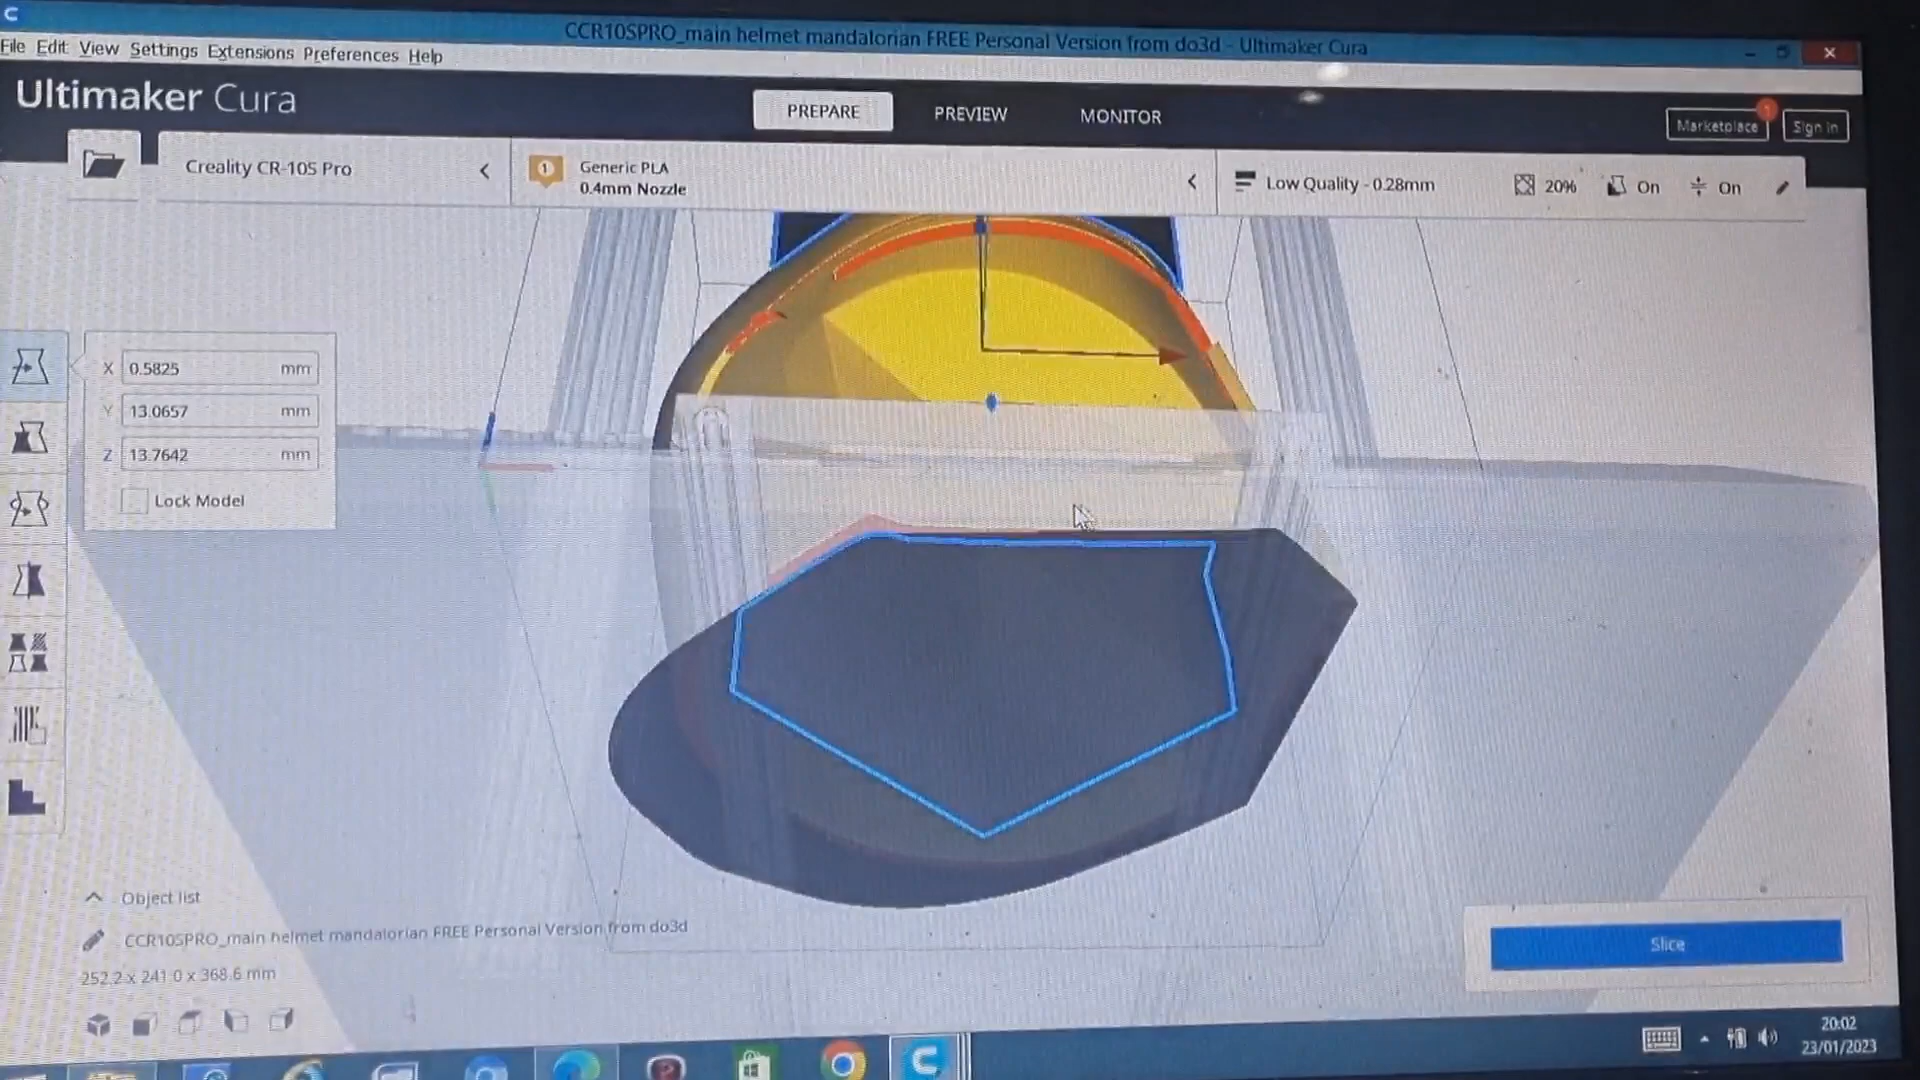 CCR10SPRO_main helmet mandalorian FREE Personal Version from do3d - Ultimaker Cura
File Edit View Settings Extensions Preferences Help
Ultimaker Cura
PREPARE PREVIEW MONITOR
Marketplace 1 Sign in
Creality CR-10S Pro
1 Generic PLA
0.4mm Nozzle
Low Quality - 0.28mm 20% On On
X 0.5825 mm
Y 13.0657 mm
Z 13.7642 mm
Lock Model
Object list
CCR10SPRO_main helmet mandalorian FREE Personal Version from do3d
252.2 x 241.0 x 368.6 mm
Slice
20:02
23/01/2023